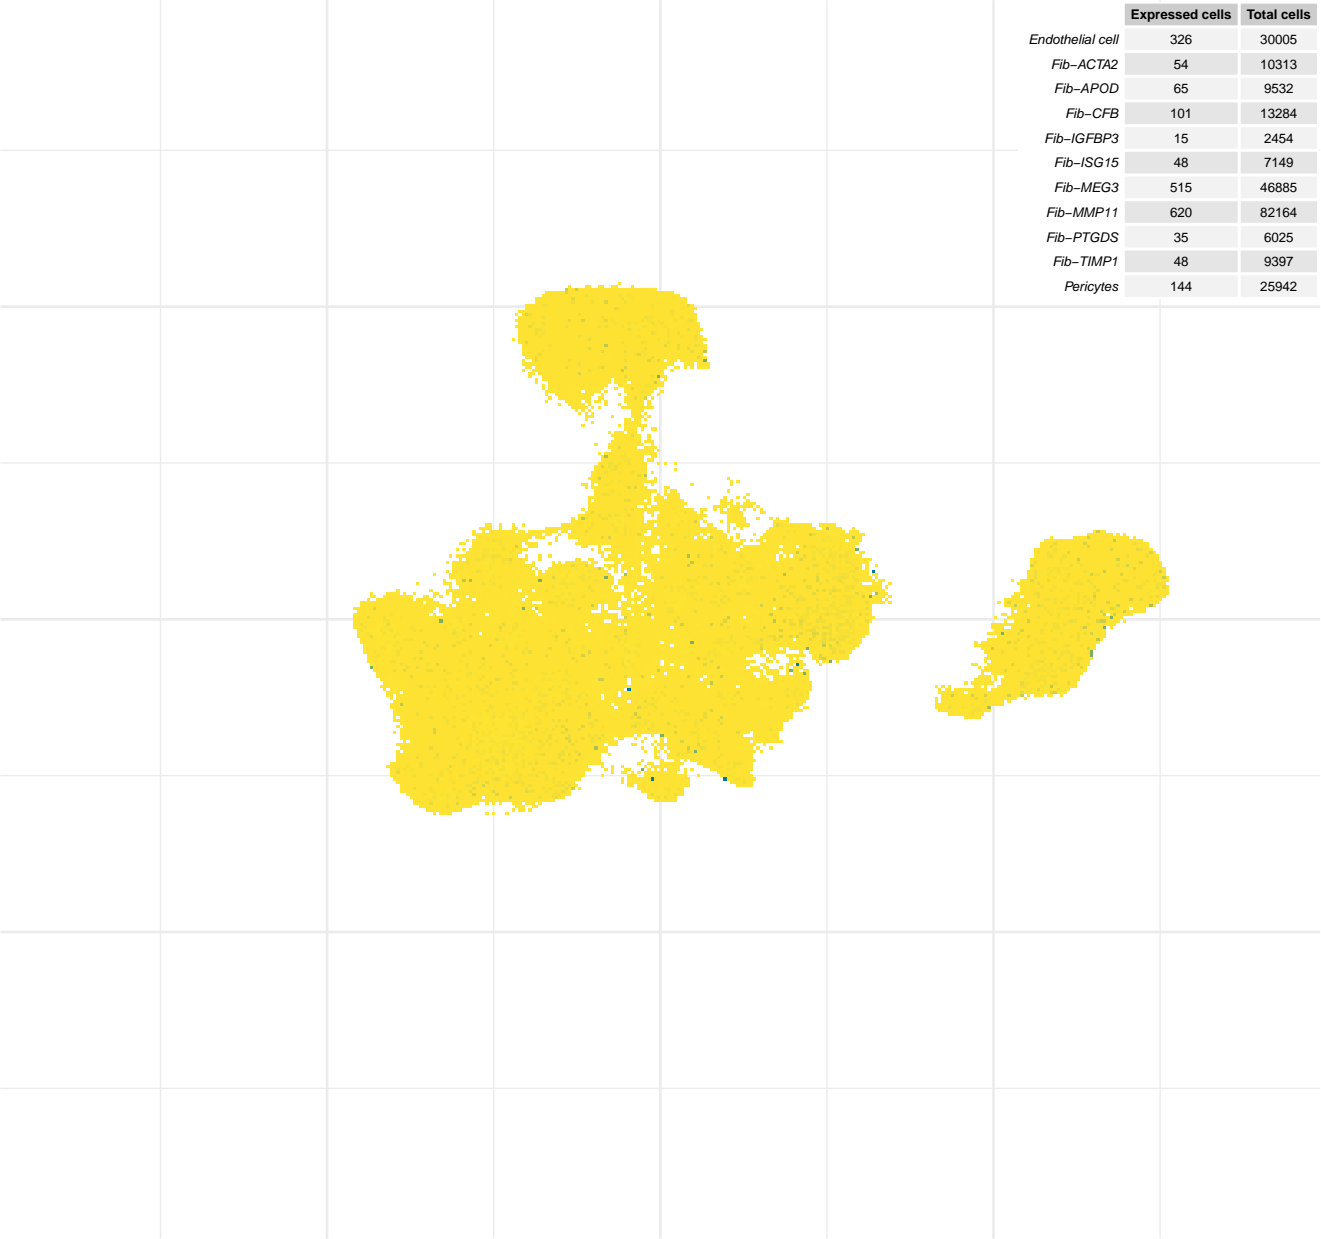 Expressed cells Total cells
Endothelial cell 326 30005
Fib−ACTA2 54 10313
Fib−APOD 65 9532
Fib−CFB 101 13284
Fib−IGFBP3 15 2454
Fib−ISG15 48 7149
Fib−MEG3 515 46885
Fib−MMP11 620 82164
Fib−PTGDS 35 6025
Fib−TIMP1 48 9397
Pericytes 144 25942